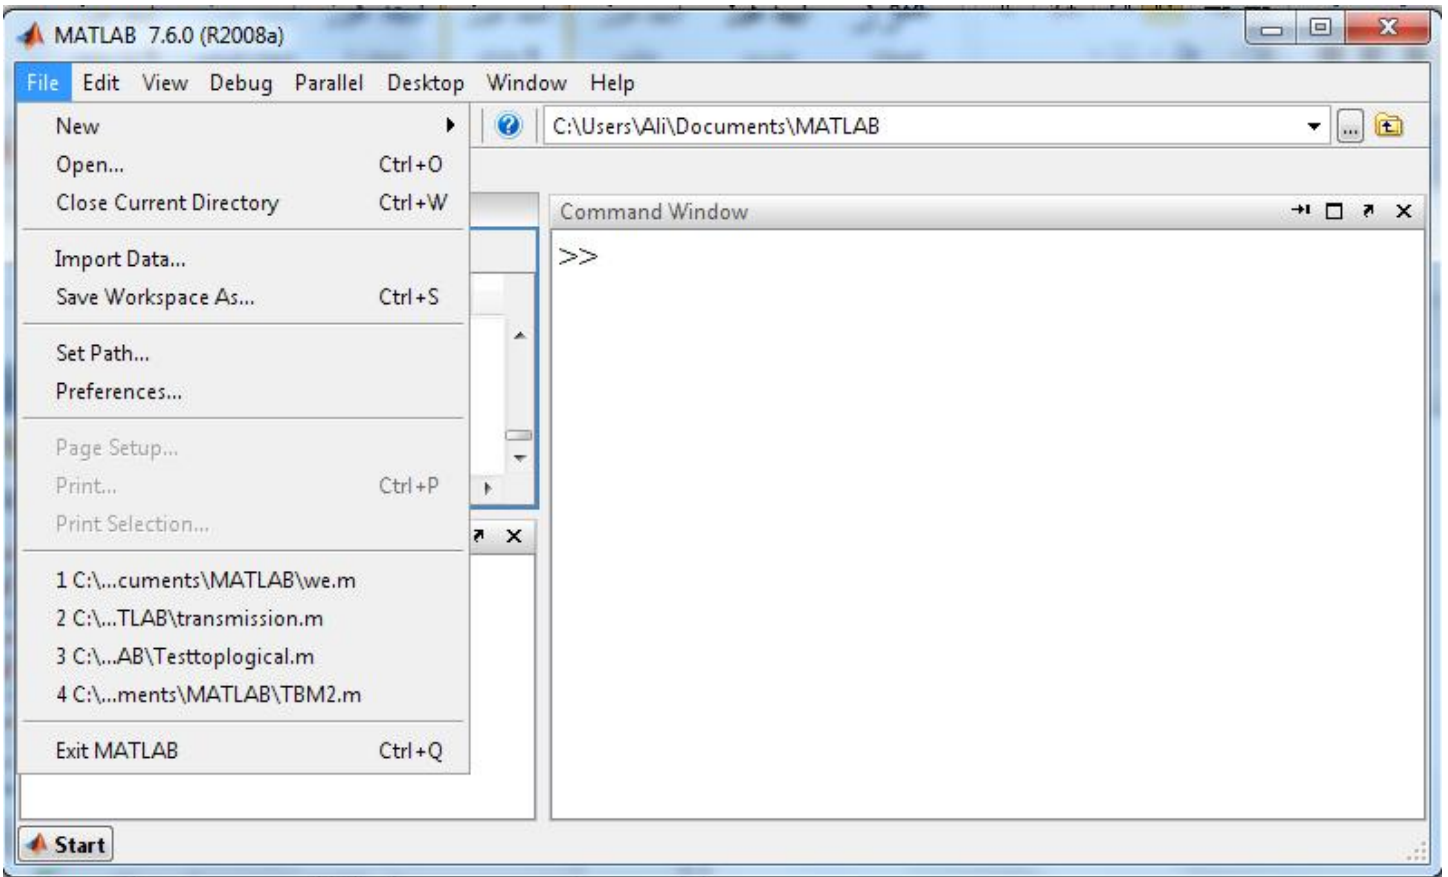 MATLAB 7.6.0 (R2008a)
File Edit View Debug Parallel Desktop Window Help
New
C:\Users\Ali\Documents\MATLAB
...
Open... Ctrl+O
Close Current Directory Ctrl+W
Command Window
>>
Import Data...
Save Workspace As... Ctrl+S
Set Path...
Preferences...
Page Setup...
Print... Ctrl+P
Print Selection...
1 C:\...cuments\MATLAB\we.m
2 C:\...TLAB\transmission.m
3 C:\...AB\Testtoplogical.m
4 C:\...ments\MATLAB\TBM2.m
Exit MATLAB Ctrl+Q
Start